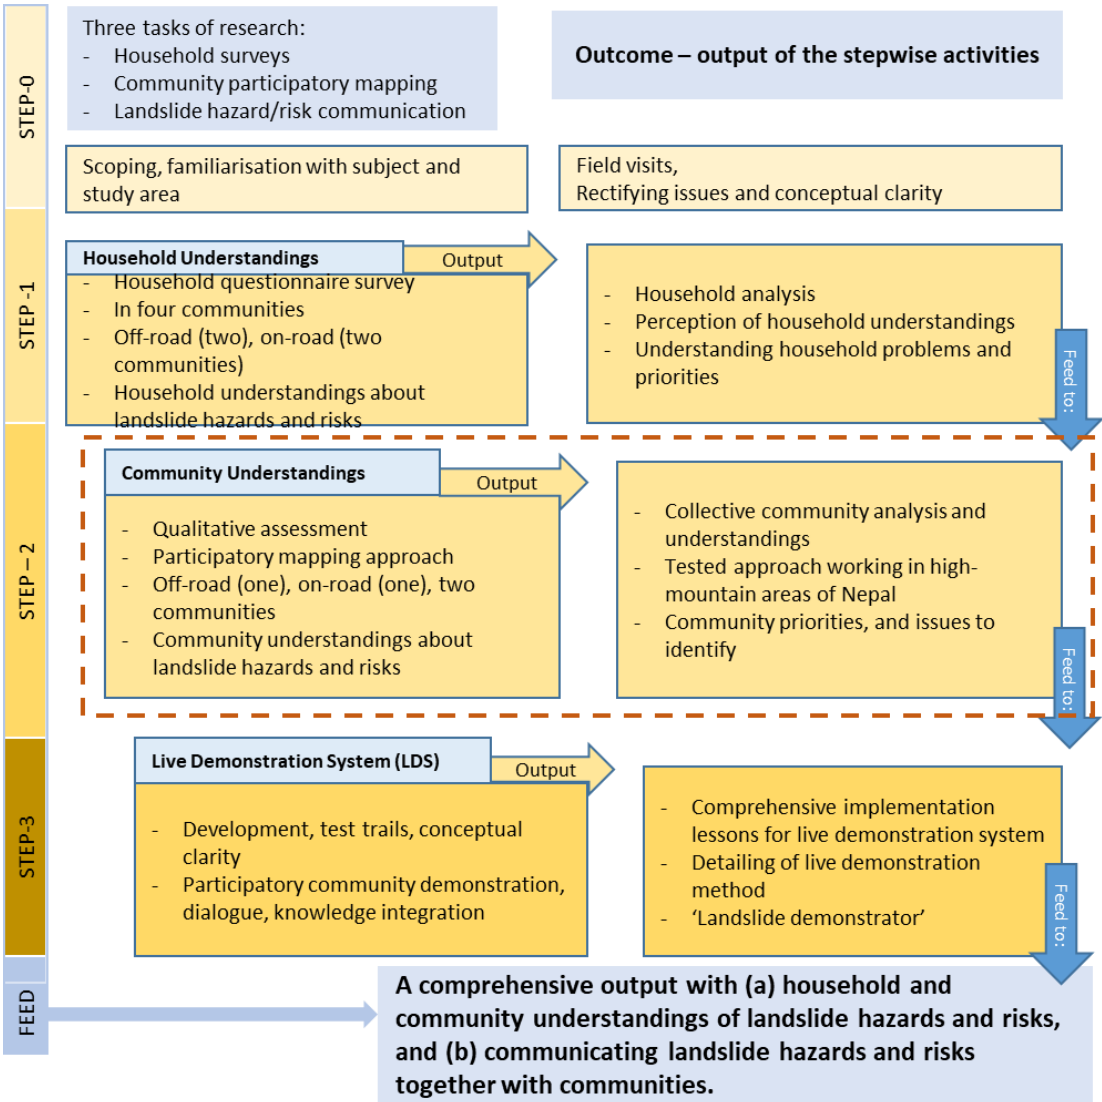 STEP-0
Three tasks of research:
- Household surveys
- Community participatory mapping
- Landslide hazard/risk communication
Outcome – output of the stepwise activities
Scoping, familiarisation with subject and
study area
Field visits,
Rectifying issues and conceptual clarity
STEP -1
Household Understandings
Output
- Household questionnaire survey
- In four communities
- Off-road (two), on-road (two
communities)
- Household understandings about
landslide hazards and risks
- Household analysis
- Perception of household understandings
- Understanding household problems and
priorities
Feed to:
STEP – 2
Community Understandings
Output
- Qualitative assessment
- Participatory mapping approach
- Off-road (one), on-road (one), two
communities
- Community understandings about
landslide hazards and risks
- Collective community analysis and
understandings
- Tested approach working in high-
mountain areas of Nepal
- Community priorities, and issues to
identify
Feed to:
STEP-3
Live Demonstration System (LDS)
Output
- Development, test trails, conceptual
clarity
- Participatory community demonstration,
dialogue, knowledge integration
- Comprehensive implementation
lessons for live demonstration system
- Detailing of live demonstration
method
- ‘Landslide demonstrator’
Feed to:
FEED
A comprehensive output with (a) household and
community understandings of landslide hazards and risks,
and (b) communicating landslide hazards and risks
together with communities.